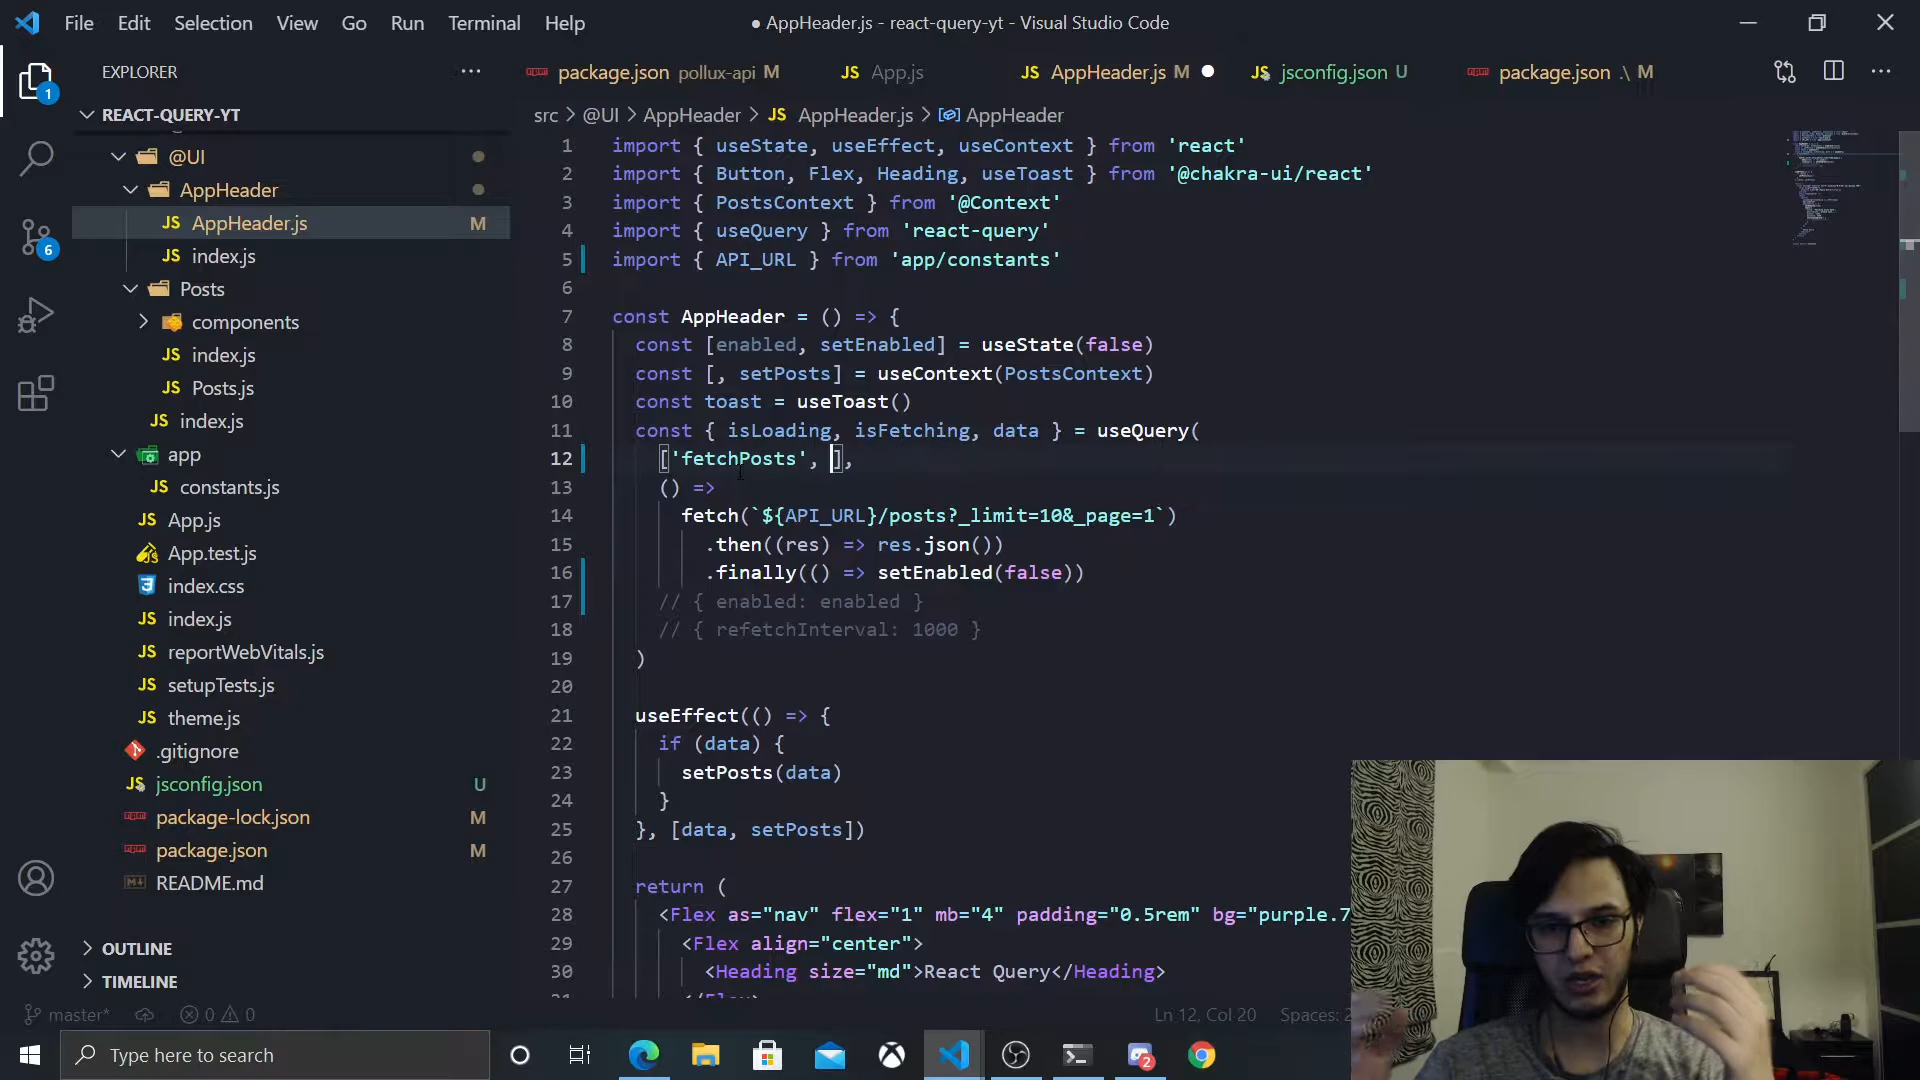 File Edit Selection View Go Run Terminal Help
● AppHeader.js - react-query-yt - Visual Studio Code
EXPLORER
package.json pollux-api M
App.js
AppHeader.js M
jsconfig.json U
package.json .\ M
1
REACT-QUERY-YT
src > @UI > AppHeader > JS AppHeader.js > AppHeader
@UI
AppHeader
JS AppHeader.js M
JS index.js
Posts
components
JS index.js
JS Posts.js
JS index.js
app
JS constants.js
JS App.js
App.test.js
index.css
JS index.js
JS reportWebVitals.js
JS setupTests.js
JS theme.js
.gitignore
JS jsconfig.json U
package-lock.json M
package.json M
README.md
OUTLINE
TIMELINE
6
1 import { useState, useEffect, useContext } from 'react'
2 import { Button, Flex, Heading, useToast } from '@chakra-ui/react'
3 import { PostsContext } from '@Context'
4 import { useQuery } from 'react-query'
5 import { API_URL } from 'app/constants'
6
7 const AppHeader = () => {
8 const [enabled, setEnabled] = useState(false)
9 const [, setPosts] = useContext(PostsContext)
10 const toast = useToast()
11 const { isLoading, isFetching, data } = useQuery(
12 ['fetchPosts', ],
13 () =>
14 fetch(`${API_URL}/posts?_limit=10&_page=1`)
15 .then((res) => res.json())
16 .finally(() => setEnabled(false))
17 // { enabled: enabled }
18 // { refetchInterval: 1000 }
19 )
20
21 useEffect(() => {
22 if (data) {
23 setPosts(data)
24 }
25 }, [data, setPosts])
26
27 return (
28 <Flex as="nav" flex="1" mb="4" padding="0.5rem" bg="purple.7
29 <Flex align="center">
30 <Heading size="md">React Query</Heading>
master* 0 0
Ln 12, Col 20 Spaces: 2
Type here to search
2